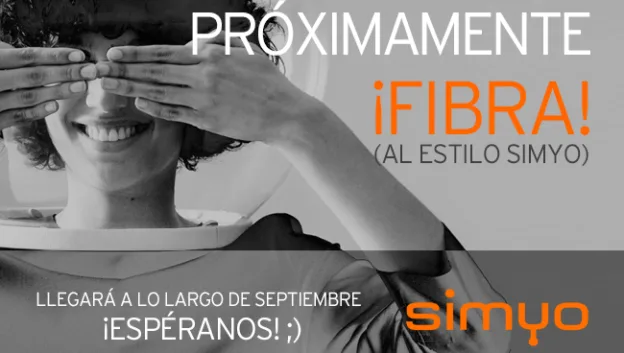 PRÓXIMAMENTE
¡FIBRA!
(AL ESTILO SIMYO)
LLEGARÁ A LO LARGO DE SEPTIEMBRE
¡ESPÉRANOS! ;)
simyo